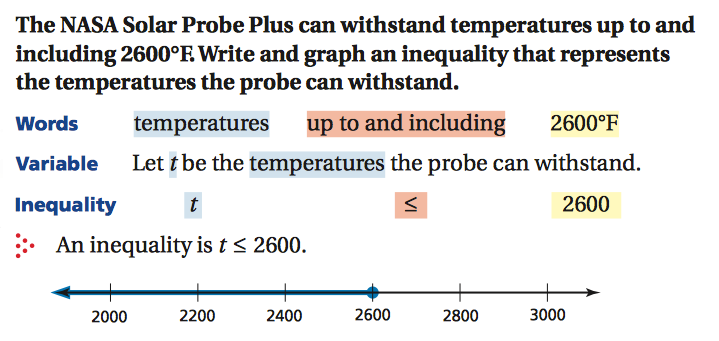 The NASA Solar Probe Plus can withstand temperatures up to and
including 2600°F. Write and graph an inequality that represents
the temperatures the probe can withstand.
Words temperatures up to and including 2600°F
Variable Let t be the temperatures the probe can withstand.
Inequality t ≤ 2600
An inequality is t ≤ 2600.
2000 2200 2400 2600 2800 3000